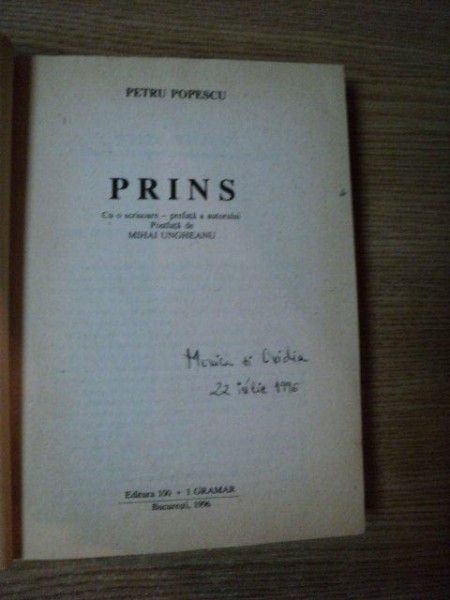 PETRU POPESCU
PRINS
Cu o scrisoare – prefață a autorului
Postfață de
MIHAI UNGHEANU
Monica și Ovidiu
22 iulie 1996
Editura 100 + 1 GRAMAR
București, 1996